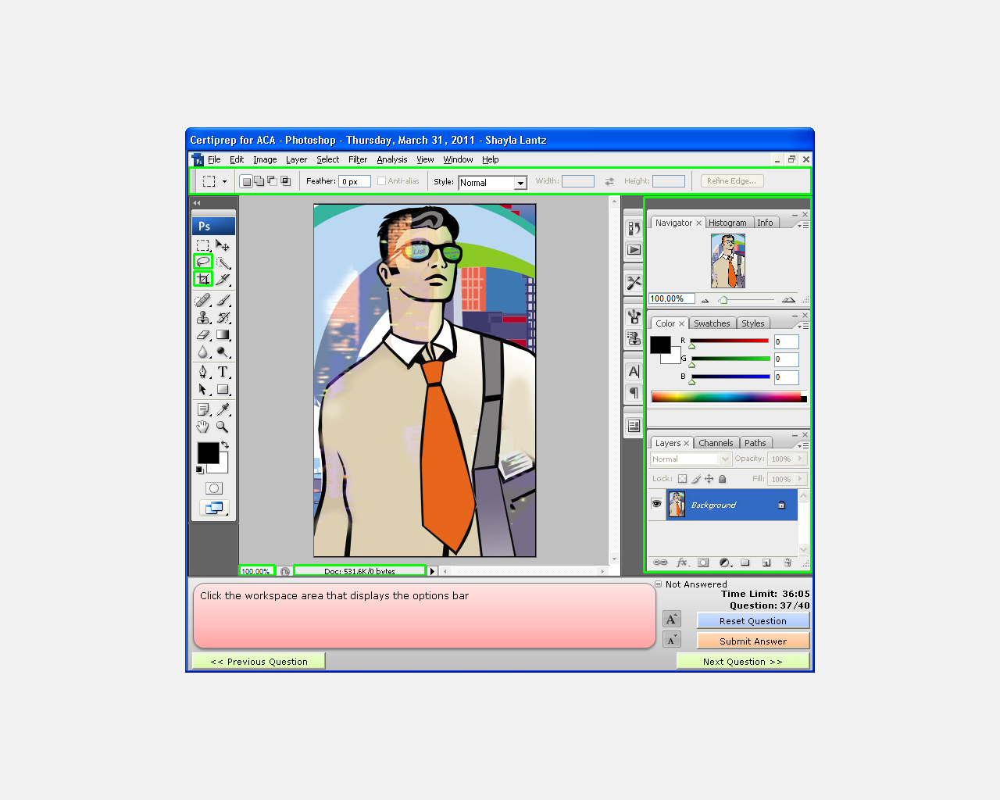 Certiprep for ACA - Photoshop - Thursday, March 31, 2011 - Shayla Lantz
File Edit Image Layer Select Filter Analysis View Window Help
Feather: 0 px Anti-alias Style: Normal Width: Height: Refine Edge...
Ps
Navigator Histogram Info
100.00%
Color Swatches Styles
R 0
G 0
B 0
Layers Channels Paths
Normal Opacity: 100%
Lock: Fill: 100%
Background
List
100.00% Doc: 531.6K/0 bytes
Click the workspace area that displays the options bar
Not Answered
Time Limit: 36:05
Question: 37/40
Reset Question
Submit Answer
<< Previous Question
Next Question >>